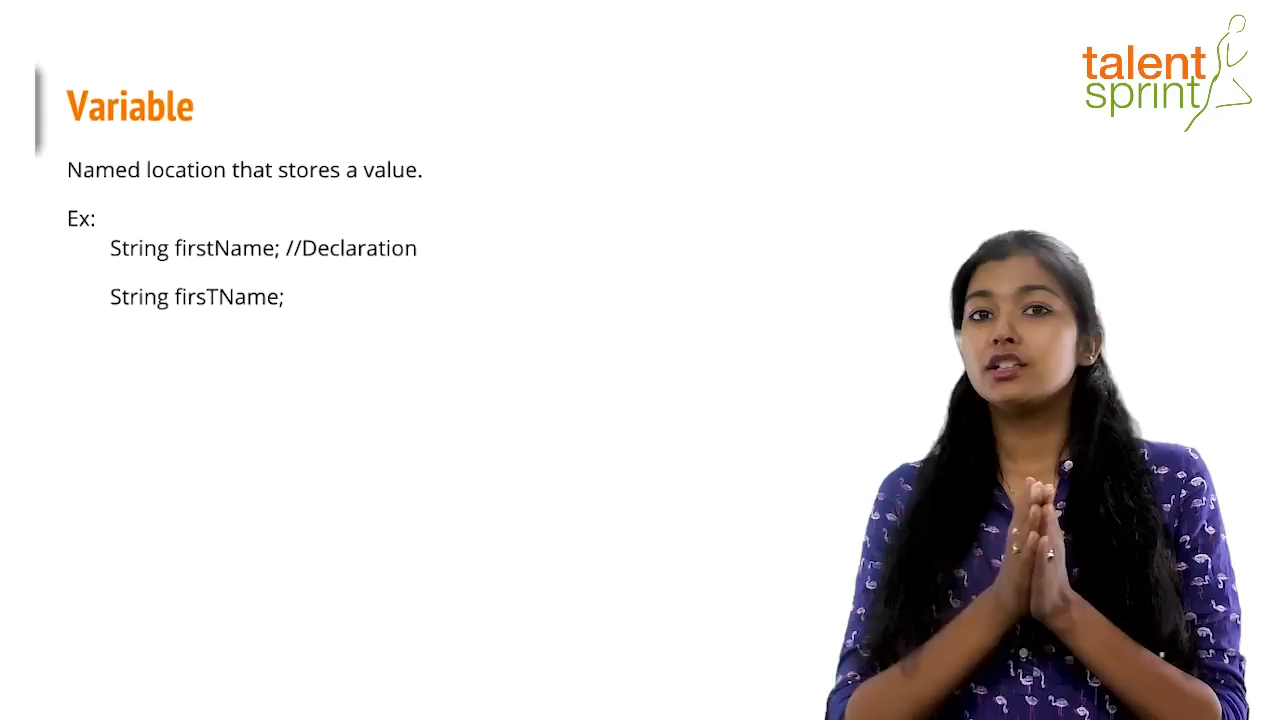 talent
sprint
Variable
Named location that stores a value.
Ex:
String firstName; //Declaration
String firsTName;